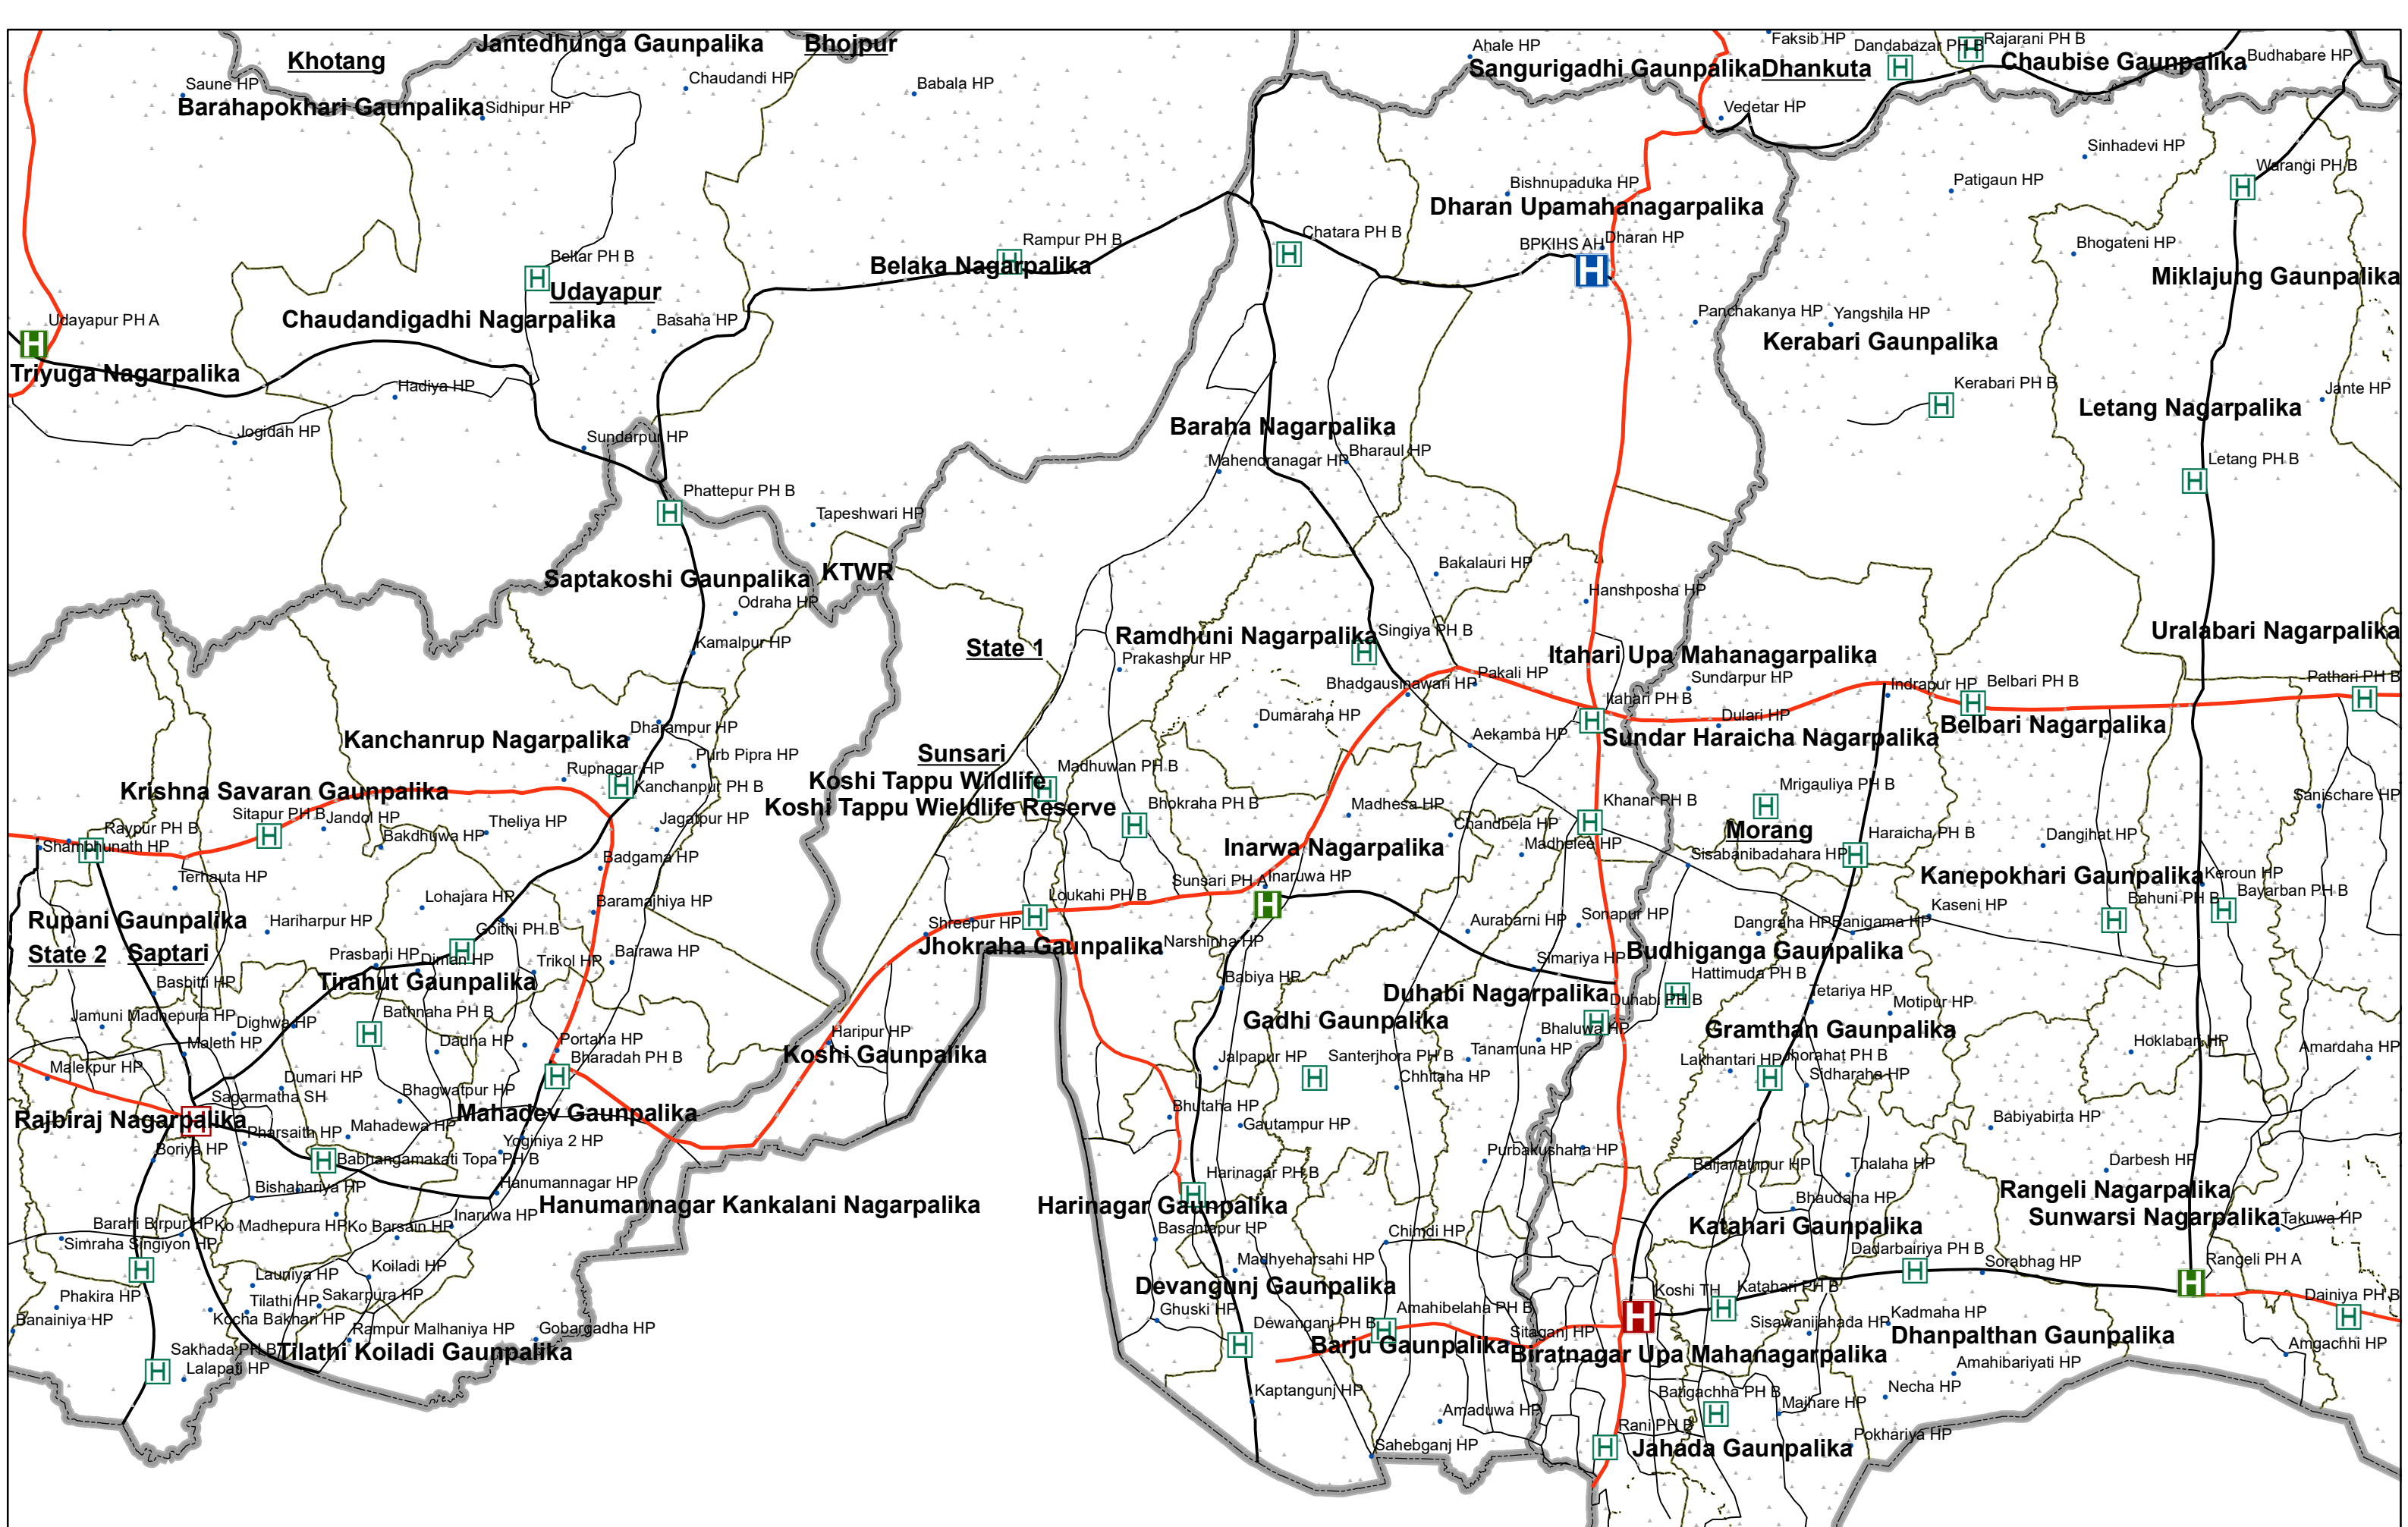 Jantedhunga Gaunpalika
Bhojpur
Khotang
Saune HP
Barahapokhari Gaunpalika
Sidhipur HP
Chaudandi HP
Babala HP
Ahale HP
Sangurigadhi Gaunpalika
Dhankuta
Faksib HP
Dandabazar PH B
Rajarani PH B
Chaubise Gaunpalika
Budhabare HP
Vedetar HP
Sinhadevi HP
Warangi PH B
Patigaun HP
Bishnupaduka HP
Dharan Upamahanagarpalika
BPKIHS AH
Dharan HP
Chatara PH B
Rampur PH B
Belaka Nagarpalika
Bhogateni HP
Miklajung Gaunpalika
Beltar PH B
Udayapur
Chaudandigadhi Nagarpalika
Basaha HP
Udayapur PH A
Triyuga Nagarpalika
Hadiya HP
Jogidah HP
Sundarpur HP
Panchakanya HP
Yangshila HP
Kerabari Gaunpalika
Kerabari PH B
Jante HP
Letang Nagarpalika
Letang PH B
Baraha Nagarpalika
Mahendranagar HP
Bharaul HP
Phattepur PH B
Tapeshwari HP
Saptakoshi Gaunpalika
KTWR
Odraha HP
Kamalpur HP
Bakalauri HP
Hanshposha HP
State 1
Ramdhuni Nagarpalika
Singiya PH B
Prakashpur HP
Itahari Upa Mahanagarpalika
Uralabari Nagarpalika
Bhadgausinawari HP
Pakali HP
Sundarpur HP
Indrapur HP
Belbari PH B
Pathari PH B
Itahari PH B
Dulari HP
Belbari Nagarpalika
Dumaraha HP
Aekamba HP
Sundar Haraicha Nagarpalika
Dharampur HP
Kanchanrup Nagarpalika
Purb Pipra HP
Rupnagar HP
Kanchanpur PH B
Sunsari
Madhuwan PH B
Koshi Tappu Wildlife
Koshi Tappu Wieldlife Reserve
Bhokraha PH B
Madhesa HP
Khanar PH B
Mrigauliya PH B
Sanischare HP
Krishna Savaran Gaunpalika
Sitapur PH B
Jandol HP
Bakdhuwa HP
Theliya HP
Jagatpur HP
Raypur PH B
Shambhunath HP
Terhauta HP
Badgama HP
Chandbela HP
Madhelee HP
Morang
Haraicha PH B
Dangihat HP
Sisabanibadahara HP
Inarwa Nagarpalika
Sunsari PH A
Inaruwa HP
Kanepokhari Gaunpalika
Keroun HP
Bayarban PH B
Bahuni PH B
Kaseni HP
Lohajara HP
Baramajhiya HP
Loukahi PH B
Shreepur HP
Rupani Gaunpalika
Hariharpur HP
Goithi PH B
State 2
Saptari
Prasbani HP
Diman HP
Trikol HP
Bairawa HP
Jhokraha Gaunpalika
Narshinha HP
Aurabarni HP
Sonapur HP
Dangraha HP
Banigama HP
Budhiganga Gaunpalika
Simariya HP
Hattimuda PH B
Tirahut Gaunpalika
Basbitti HP
Babiya HP
Duhabi Nagarpalika
Duhabi PH B
Tetariya HP
Motipur HP
Jamuni Madhepura HP
Dighwa HP
Bathnaha PH B
Gadhi Gaunpalika
Bhaluwa HP
Gramthan Gaunpalika
Maleth HP
Dadha HP
Portaha HP
Bharadah PH B
Haripur HP
Koshi Gaunpalika
Jalpapur HP
Santerjhora PH B
Tanamuna HP
Chhitaha HP
Lakhantari HP
Jhorahat PH B
Sidharaha HP
Hoklabari HP
Amardaha HP
Malekpur HP
Dumari HP
Bhagwatpur HP
Sagarmatha SH
Rajbiraj Nagarpalika
Mahadev Gaunpalika
Bhutaha HP
Gautampur HP
Babiyabirta HP
Pharsaith HP
Mahadewa HP
Yoginiya 2 HP
Boriya HP
Babhangamakati Topa PH B
Purbakushaha HP
Baijanathpur HP
Thalaha HP
Darbesh HP
Bishahariya HP
Hanumannagar HP
Hanumannagar Kankalani Nagarpalika
Harinagar PH B
Harinagar Gaunpalika
Bhaudaha HP
Rangeli Nagarpalika
Sunwarsi Nagarpalika
Takuwa HP
Barahi Birpur HP
Ko Madhepura HP
Ko Barsain HP
Inaruwa HP
Basantapur HP
Chimdi HP
Katahari Gaunpalika
Simraha Singiyon HP
Launiya HP
Koiladi HP
Madhyeharsahi HP
Dadarbairiya PH B
Sorabhag HP
Rangeli PH A
Devangunj Gaunpalika
Koshi TH
Katahari PH B
Phakira HP
Tilathi HP
Sakarpura HP
Banainiya HP
Kocha Bakhari HP
Rampur Malhaniya HP
Gobargadha HP
Ghuski HP
Dewanganj PH B
Amahibelaha PH B
Sitaganj HP
Sisawanijahada HP
Kadmaha HP
Dainiya PH B
Sakhada PH B
Tilathi Koiladi Gaunpalika
Lalapati HP
Barju Gaunpalika
Biratnagar Upa Mahanagarpalika
Dhanpalthan Gaunpalika
Amgachhi HP
Amahibariyati HP
Kaptangunj HP
Amaduwa HP
Batigachha PH B
Majhare HP
Necha HP
Sahebganj HP
Rani PH B
Jahada Gaunpalika
Pokhariya HP